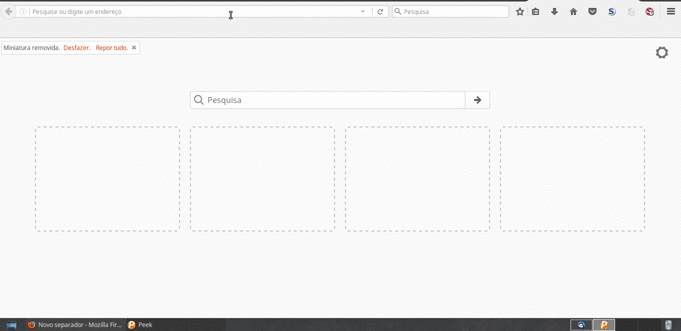 Pesquise ou digite um endereço
Pesquisa
Miniatura removida. Desfazer. Repor tudo.
Pesquisa
Novo separador - Mozilla Fir...
Peek